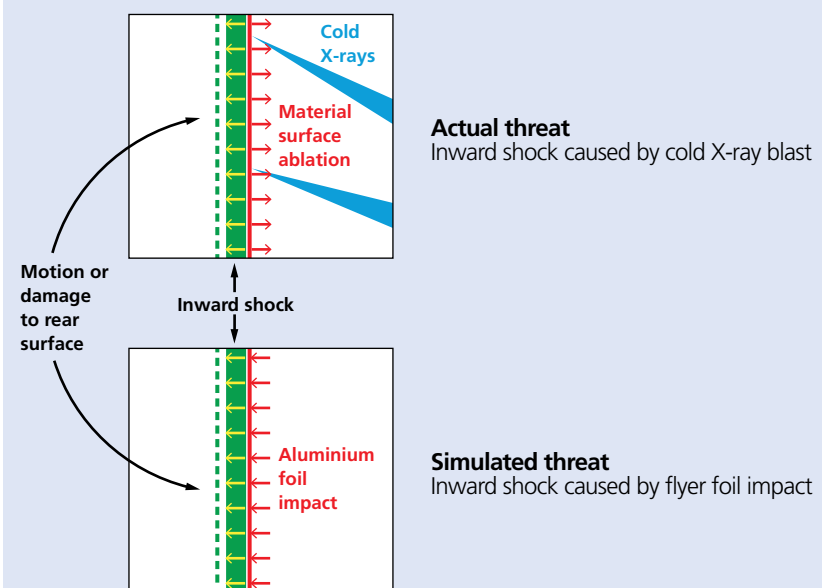 Cold
X-rays
Material
surface
ablation
Actual threat
Inward shock caused by cold X-ray blast
Motion or
damage
to rear
surface
Inward shock
Aluminium
foil
impact
Simulated threat
Inward shock caused by flyer foil impact